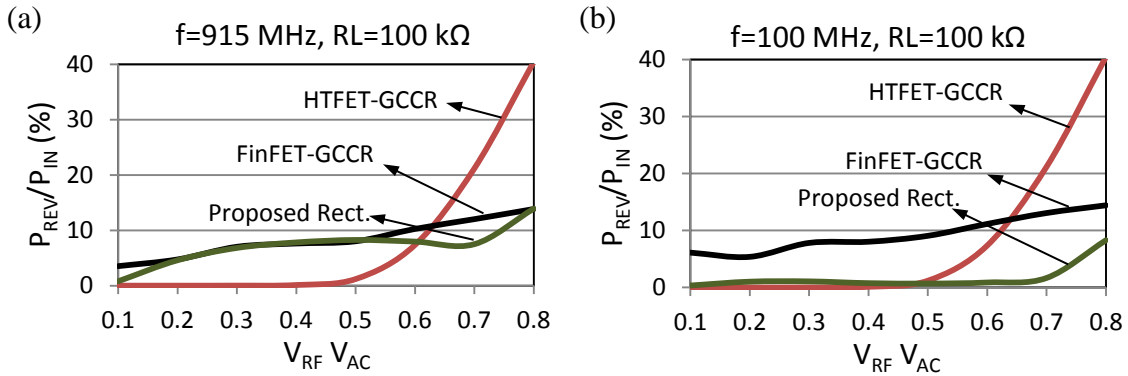 (a)
f=915 MHz, RL=100 kΩ
P_REV/P_IN (%)
40
30
20
10
0
HTFET-GCCR
FinFET-GCCR
Proposed Rect.
0.1 0.2 0.3 0.4 0.5 0.6 0.7 0.8
V_RF V_AC
(b)
f=100 MHz, RL=100 kΩ
P_REV/P_IN (%)
40
30
20
10
0
HTFET-GCCR
FinFET-GCCR
Proposed Rect.
0.1 0.2 0.3 0.4 0.5 0.6 0.7 0.8
V_RF V_AC